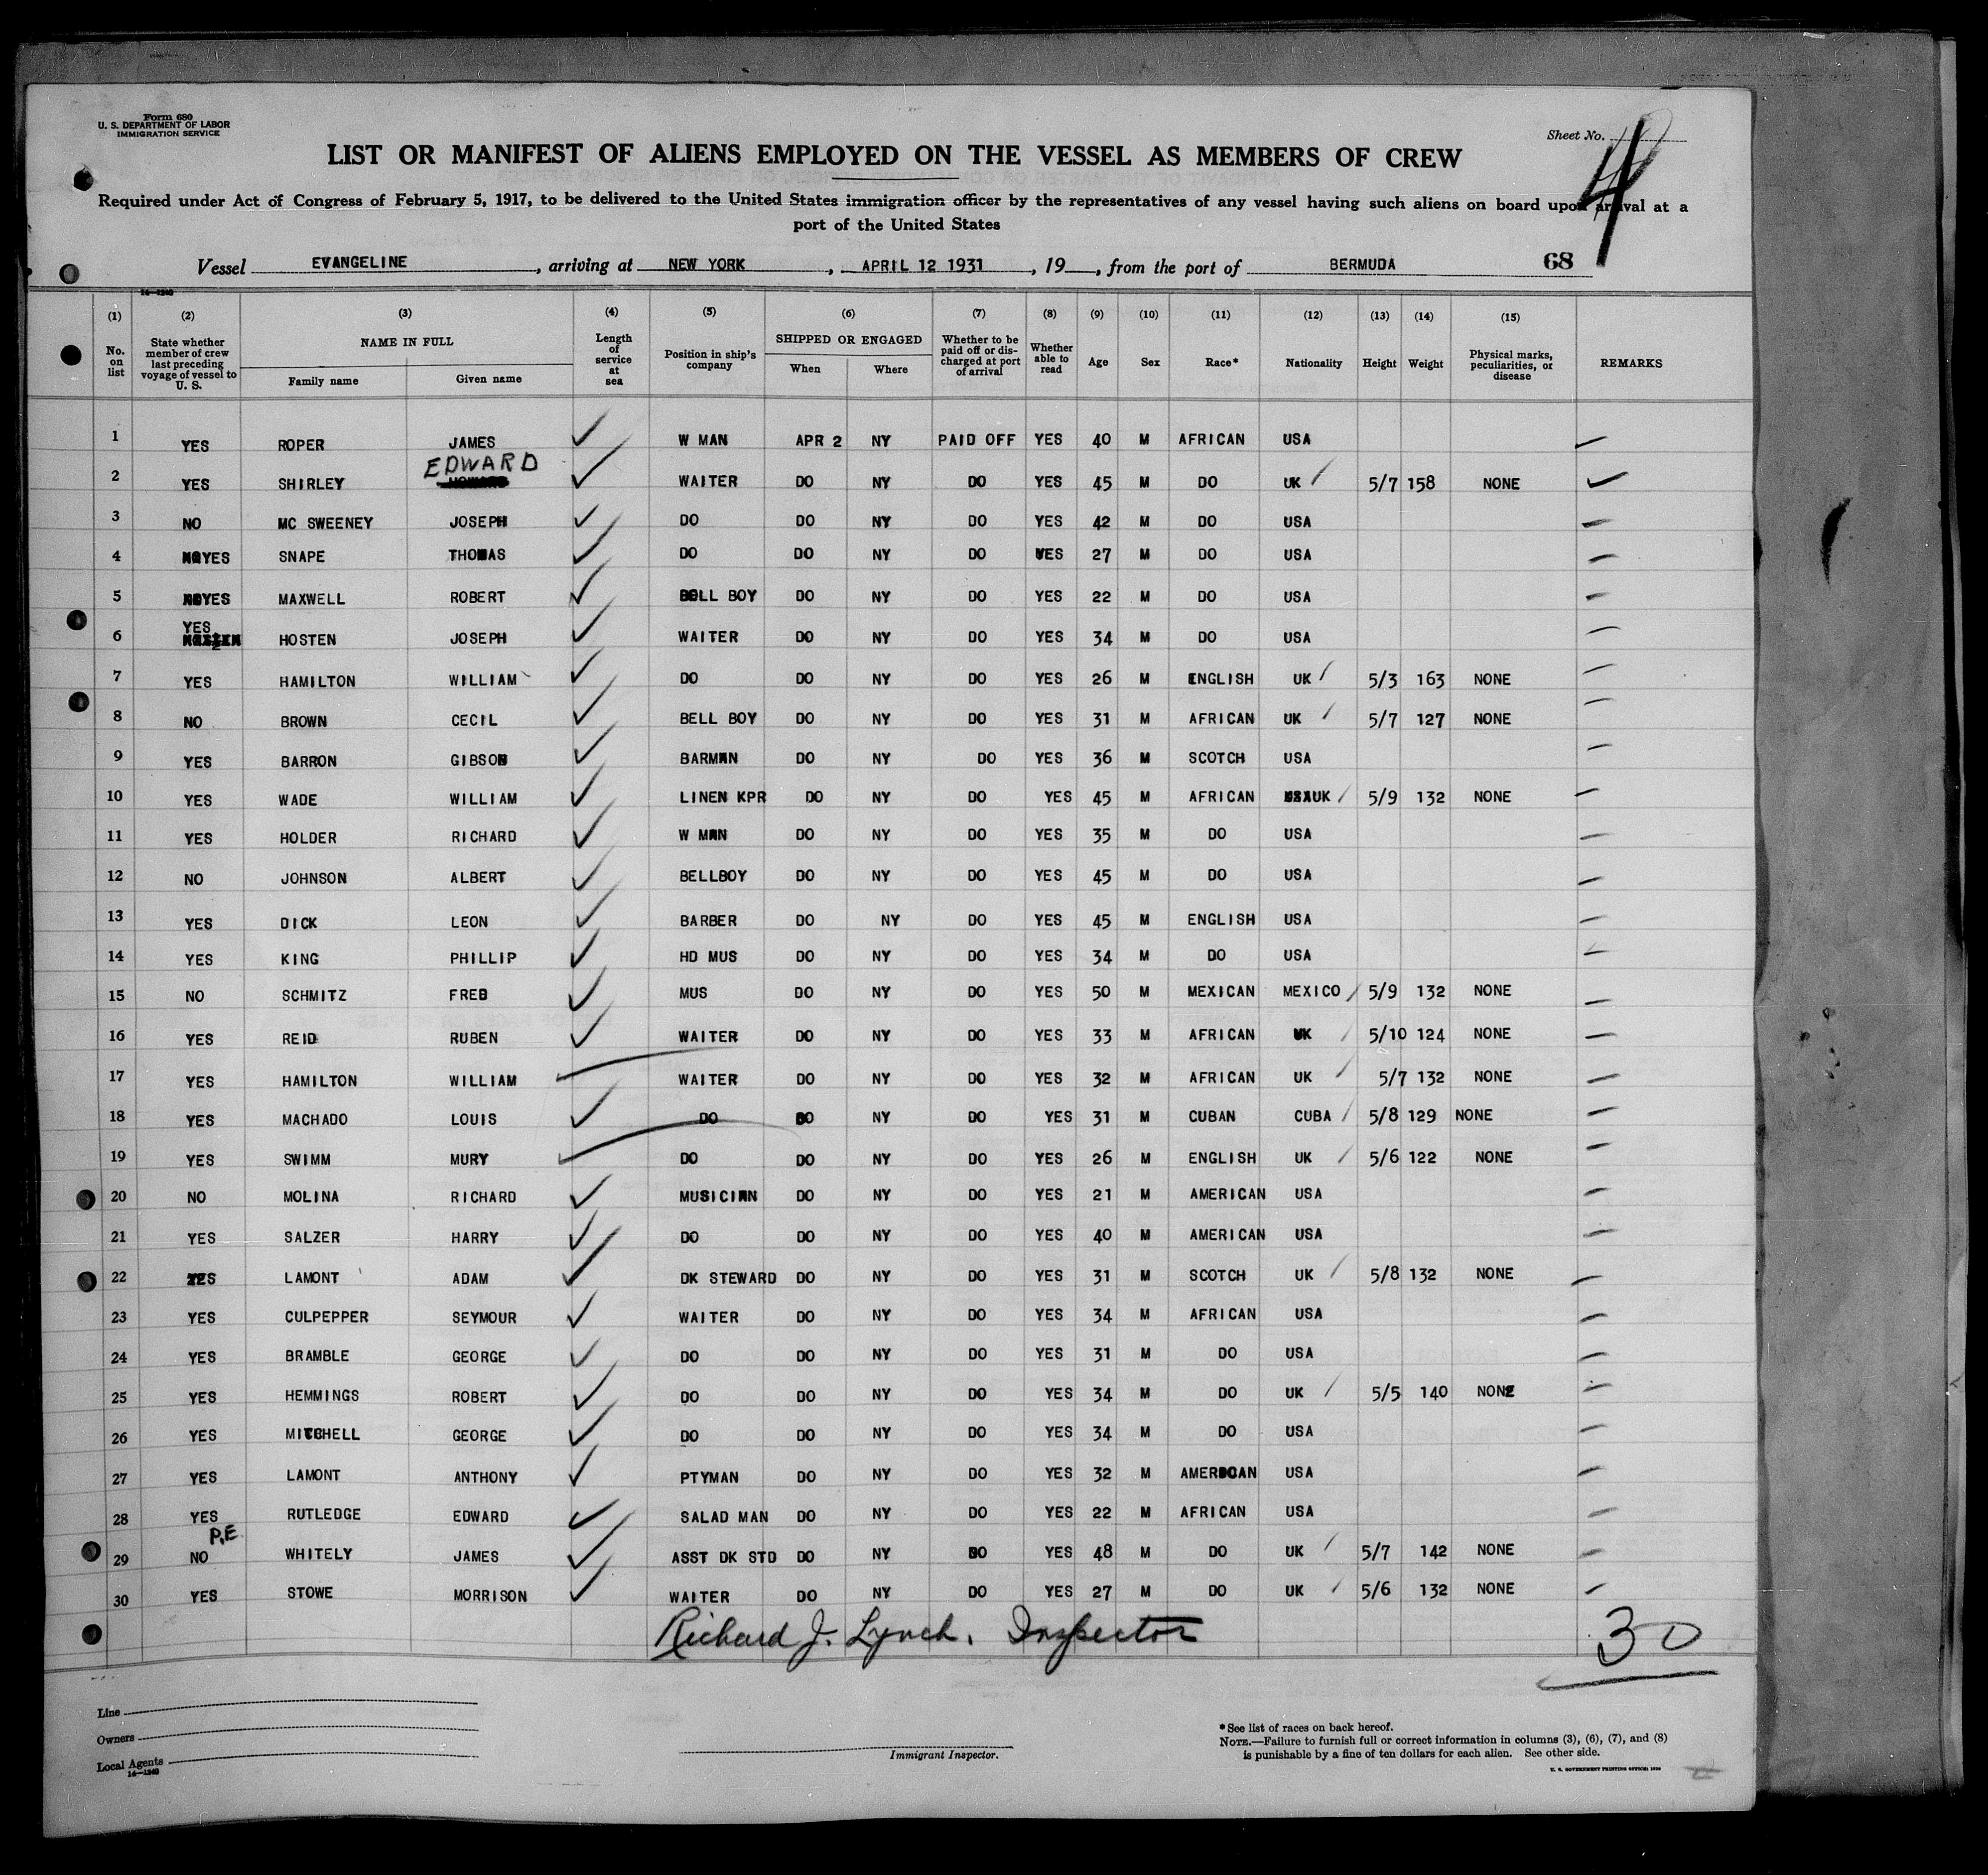 Form 680
U. S. DEPARTMENT OF LABOR
IMMIGRATION SERVICE
Sheet No. 4
LIST OR MANIFEST OF ALIENS EMPLOYED ON THE VESSEL AS MEMBERS OF CREW
Required under Act of Congress of February 5, 1917, to be delivered to the United States immigration officer by the representatives of any vessel having such aliens on board upon arrival at a
port of the United States
Vessel EVANGELINE, arriving at NEW YORK, APRIL 12 1931, 19, from the port of BERMUDA 68
14—1240
(1) (2) (3) (4) (5) (6) (7) (8) (9) (10) (11) (12) (13) (14) (15)
No. on list State whether member of crew last preceding voyage of vessel to U. S. NAME IN FULL Family name Given name Length of service at sea Position in ship's company SHIPPED OR ENGAGED When Where Whether to be paid off or discharged at port of arrival Whether able to read Age Sex Race* Nationality Height Weight Physical marks, peculiarities, or disease REMARKS
1 YES ROPER JAMES W MAN APR 2 NY PAID OFF YES 40 M AFRICAN USA
EDWARD
2 YES SHIRLEY WAITER DO NY DO YES 45 M DO UK 5/7 158 NONE
3 NO MC SWEENEY JOSEPH DO DO NY DO YES 42 M DO USA
4 YES SNAPE THOMAS DO DO NY DO YES 27 M DO USA
5 YES MAXWELL ROBERT BELL BOY DO NY DO YES 22 M DO USA
6 YES HOSTEN JOSEPH WAITER DO NY DO YES 34 M DO USA
7 YES HAMILTON WILLIAM DO DO NY DO YES 26 M ENGLISH UK 5/3 163 NONE
8 NO BROWN CECIL BELL BOY DO NY DO YES 31 M AFRICAN UK 5/7 127 NONE
9 YES BARRON GIBSON BARMAN DO NY DO YES 36 M SCOTCH USA
10 YES WADE WILLIAM LINEN KPR DO NY DO YES 45 M AFRICAN UK 5/9 132 NONE
11 YES HOLDER RICHARD W MAN DO NY DO YES 35 M DO USA
12 NO JOHNSON ALBERT BELLBOY DO NY DO YES 45 M DO USA
13 YES DICK LEON BARBER DO NY DO YES 45 M ENGLISH USA
14 YES KING PHILLIP HD MUS DO NY DO YES 34 M DO USA
15 NO SCHMITZ FRED MUS DO NY DO YES 50 M MEXICAN MEXICO 5/9 132 NONE
16 YES REID RUBEN WAITER DO NY DO YES 33 M AFRICAN UK 5/10 124 NONE
17 YES HAMILTON WILLIAM WAITER DO NY DO YES 32 M AFRICAN UK 5/7 132 NONE
18 YES MACHADO LOUIS DO DO NY DO YES 31 M CUBAN CUBA 5/8 129 NONE
19 YES SWIMM MURY DO DO NY DO YES 26 M ENGLISH UK 5/6 122 NONE
20 NO MOLINA RICHARD MUSICIAN DO NY DO YES 21 M AMERICAN USA
21 YES SALZER HARRY DO DO NY DO YES 40 M AMERICAN USA
22 YES LAMONT ADAM DK STEWARD DO NY DO YES 31 M SCOTCH UK 5/8 132 NONE
23 YES CULPEPPER SEYMOUR WAITER DO NY DO YES 34 M AFRICAN USA
24 YES BRAMBLE GEORGE DO DO NY DO YES 31 M DO USA
25 YES HEMMINGS ROBERT DO DO NY DO YES 34 M DO UK 5/5 140 NONE
26 YES MITCHELL GEORGE DO DO NY DO YES 34 M DO USA
27 YES LAMONT ANTHONY PTYMAN DO NY DO YES 32 M AMERICAN USA
28 YES RUTLEDGE EDWARD SALAD MAN DO NY DO YES 22 M AFRICAN USA
P.E
29 NO WHITELY JAMES ASST DK STD DO NY DO YES 48 M DO UK 5/7 142 NONE
30 YES STOWE MORRISON WAITER DO NY DO YES 27 M DO UK 5/6 132 NONE
Richard J. Lynch. Inspector 30
Line
Owners
Local Agents
14—1240
Immigrant Inspector.
*See list of races on back hereof.
NOTE.—Failure to furnish full or correct information in columns (3), (6), (7), and (8)
is punishable by a fine of ten dollars for each alien. See other side.
U. S. GOVERNMENT PRINTING OFFICE: 1930